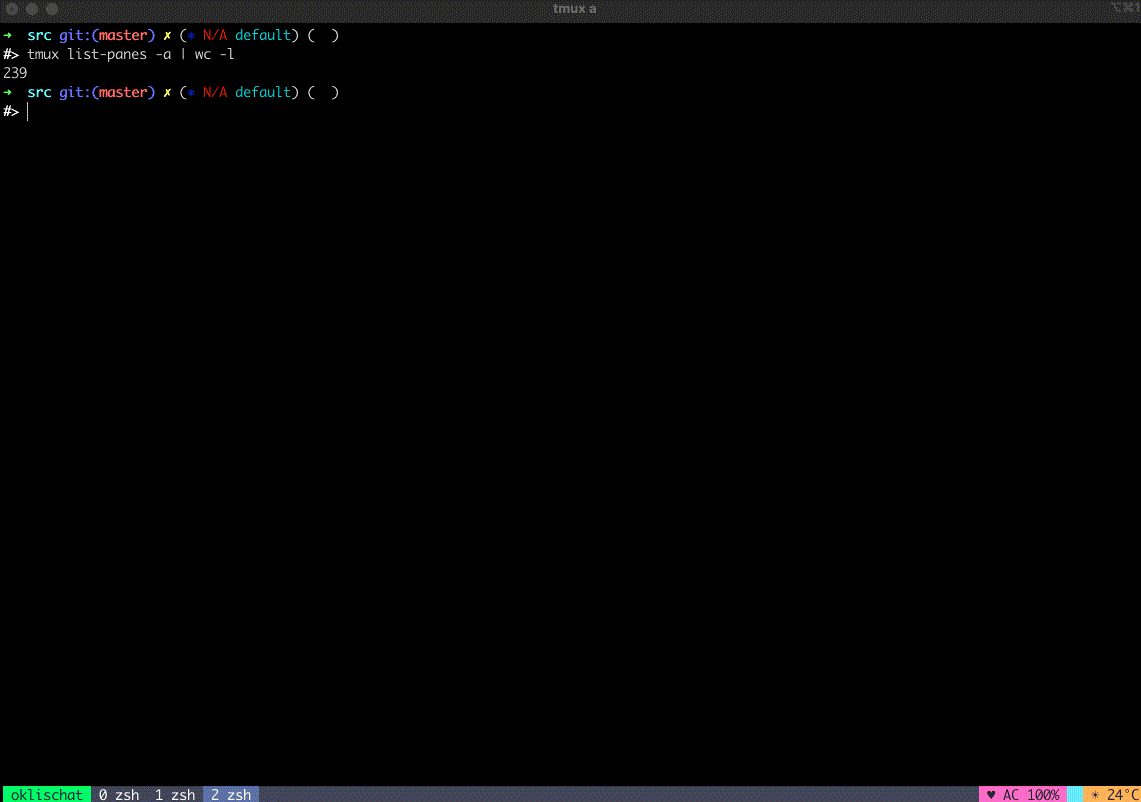 tmux a ⌥⌘1
➜ src git:(master) ✗ (⎈ N/A default) ( )
#> tmux list-panes -a | wc -l
239
➜ src git:(master) ✗ (⎈ N/A default) ( )
#>
oklischat 0 zsh 1 zsh 2 zsh ♥ AC 100% ☀ 24°C